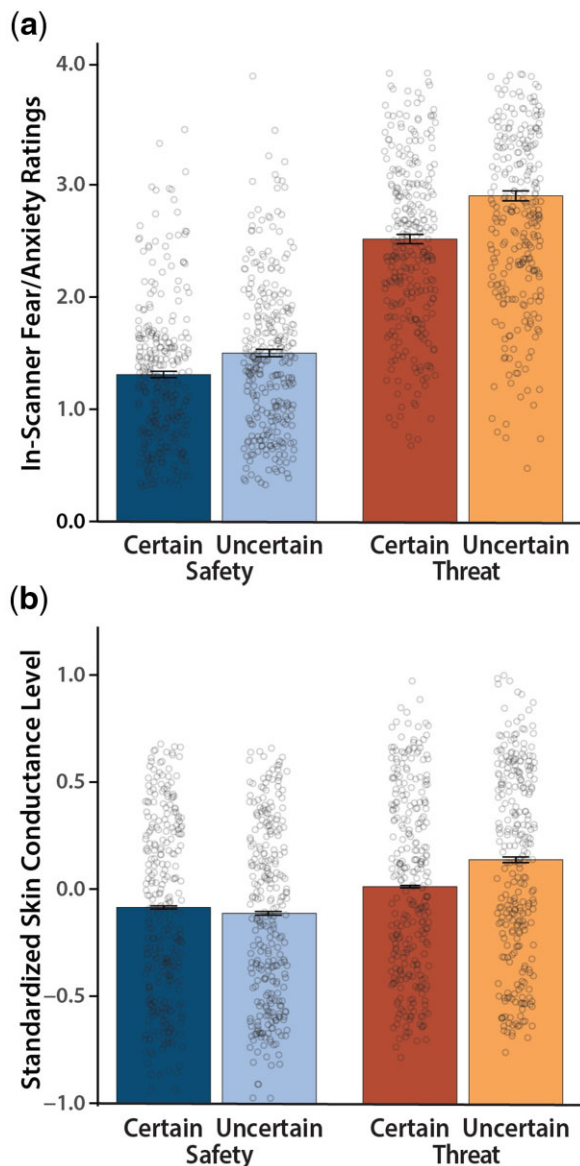 (a)
In-Scanner Fear/Anxiety Ratings
4.0
3.0
2.0
1.0
0.0
Certain Uncertain Certain Uncertain
Safety Threat
(b)
Standardized Skin Conductance Level
1.0
0.5
0.0
−0.5
−1.0
Certain Uncertain Certain Uncertain
Safety Threat